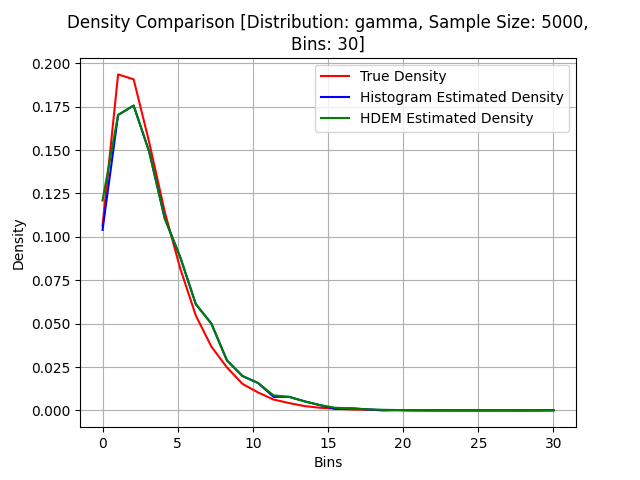 Density Comparison [Distribution: gamma, Sample Size: 5000,
Bins: 30]
True Density
Histogram Estimated Density
HDEM Estimated Density
Density
0.200
0.175
0.150
0.125
0.100
0.075
0.050
0.025
0.000
0 5 10 15 20 25 30
Bins